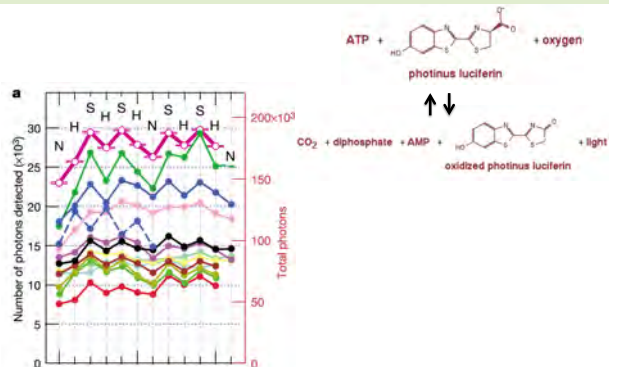 ATP + + oxygen
HO
N
S
N
S
O⁻
O
photinus luciferin
CO₂ + diphosphate + AMP + + light
HO
N
S
N
S
O
oxidized photinus luciferin
a
N H S H S H N S H S H N
Number of photons detected (×10³)
30
25
20
15
10
5
0
200×10³
150
100
50
0
Total photons